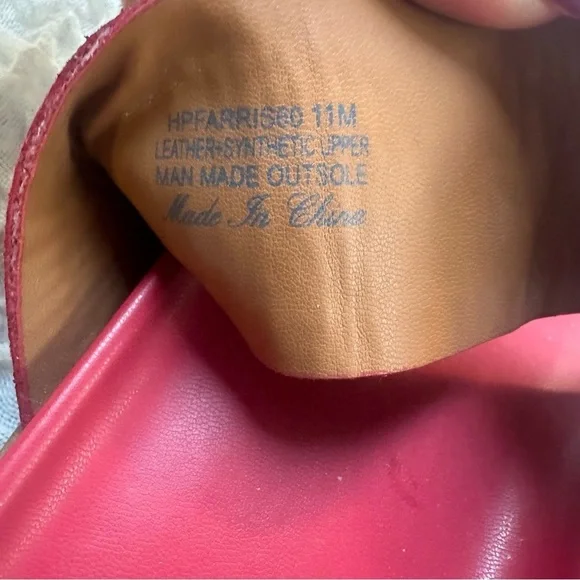 HPFARRIS60 11M
LEATHER+SYNTHETIC UPPER
MAN MADE OUTSOLE
Made In China